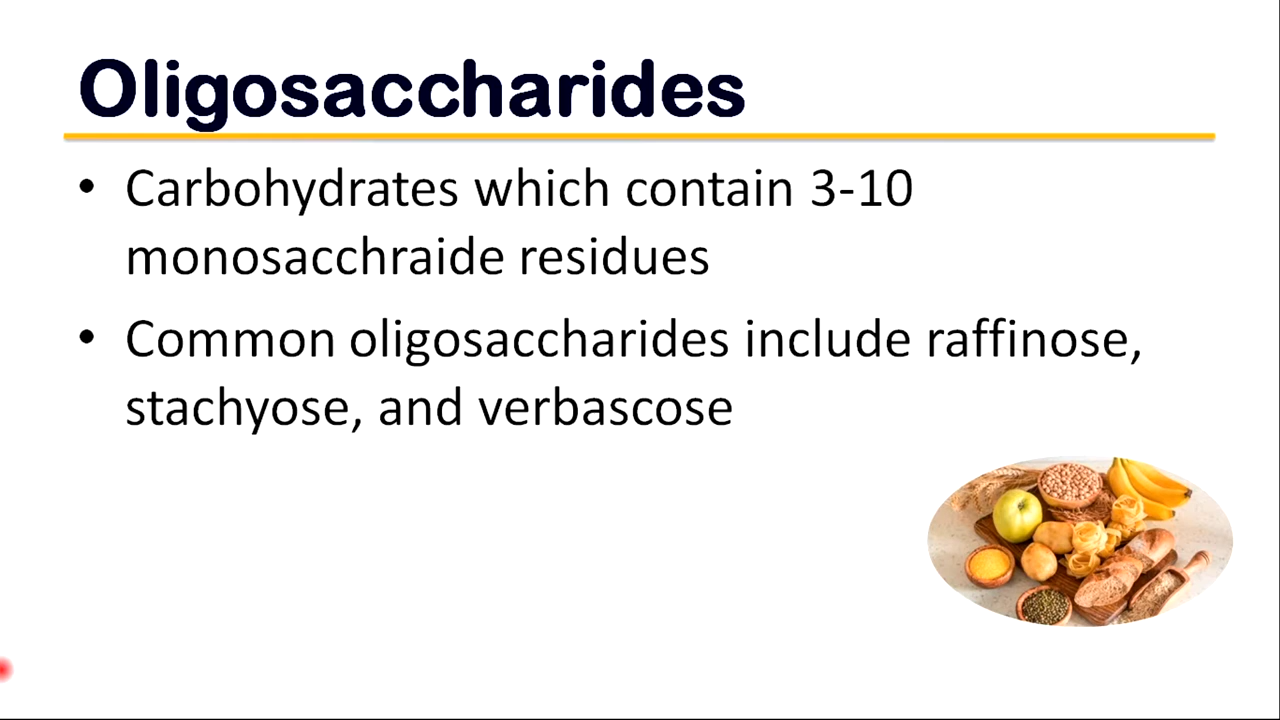 Oligosaccharides
• Carbohydrates which contain 3-10
monosacchraide residues
• Common oligosaccharides include raffinose,
stachyose, and verbascose